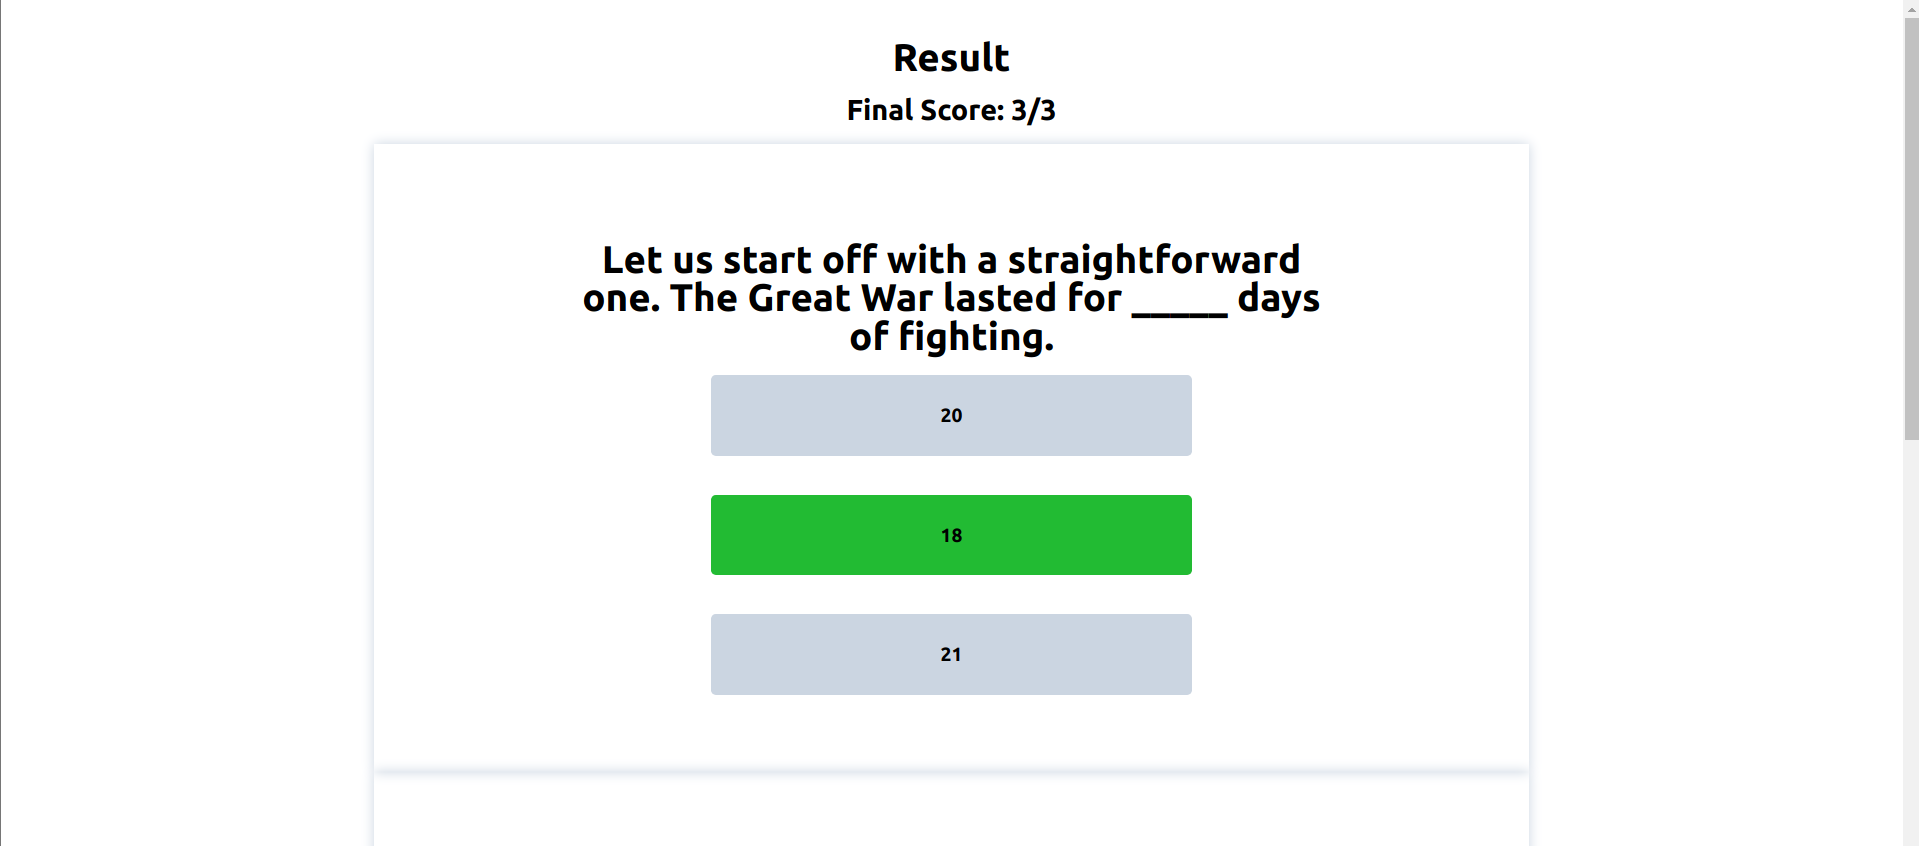 Result
Final Score: 3/3
Let us start off with a straightforward
one. The Great War lasted for _____ days
of fighting.
20
18
21